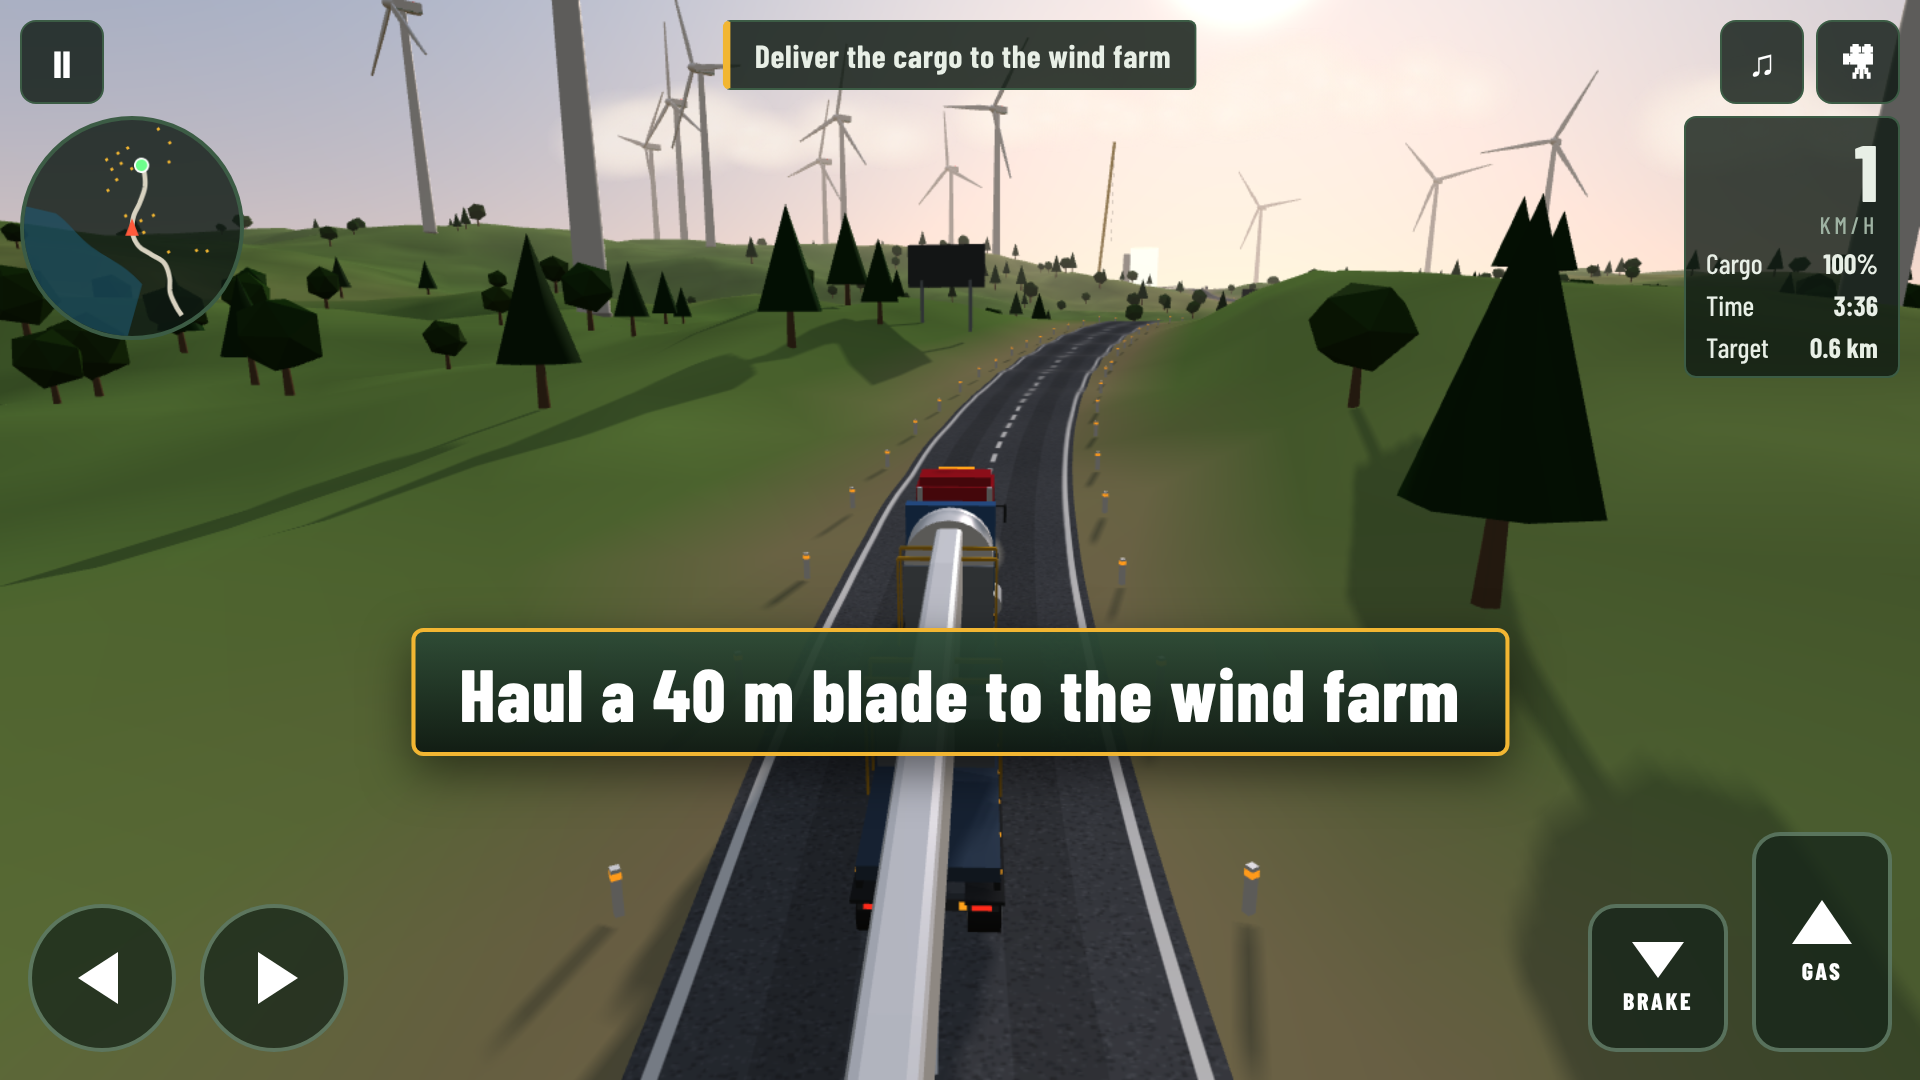 Deliver the cargo to the wind farm
1
KM/H
Cargo 100%
Time 3:36
Target 0.6 km
Haul a 40 m blade to the wind farm
BRAKE
GAS